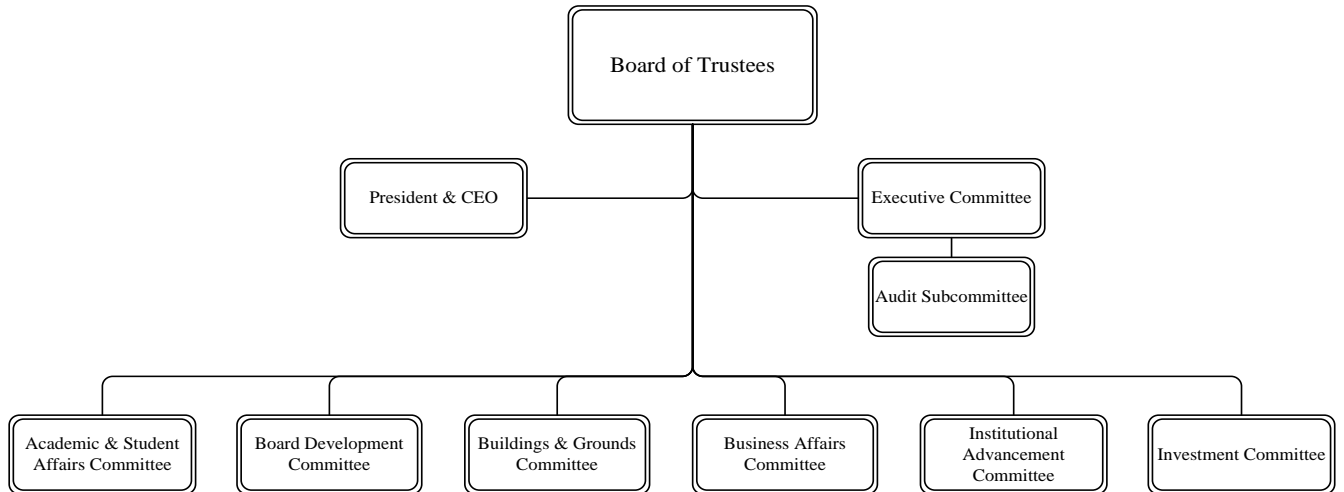 Board of Trustees
President & CEO
Executive Committee
Audit Subcommittee
Academic & Student
Affairs Committee
Board Development
Committee
Buildings & Grounds
Committee
Business Affairs
Committee
Institutional
Advancement
Committee
Investment Committee